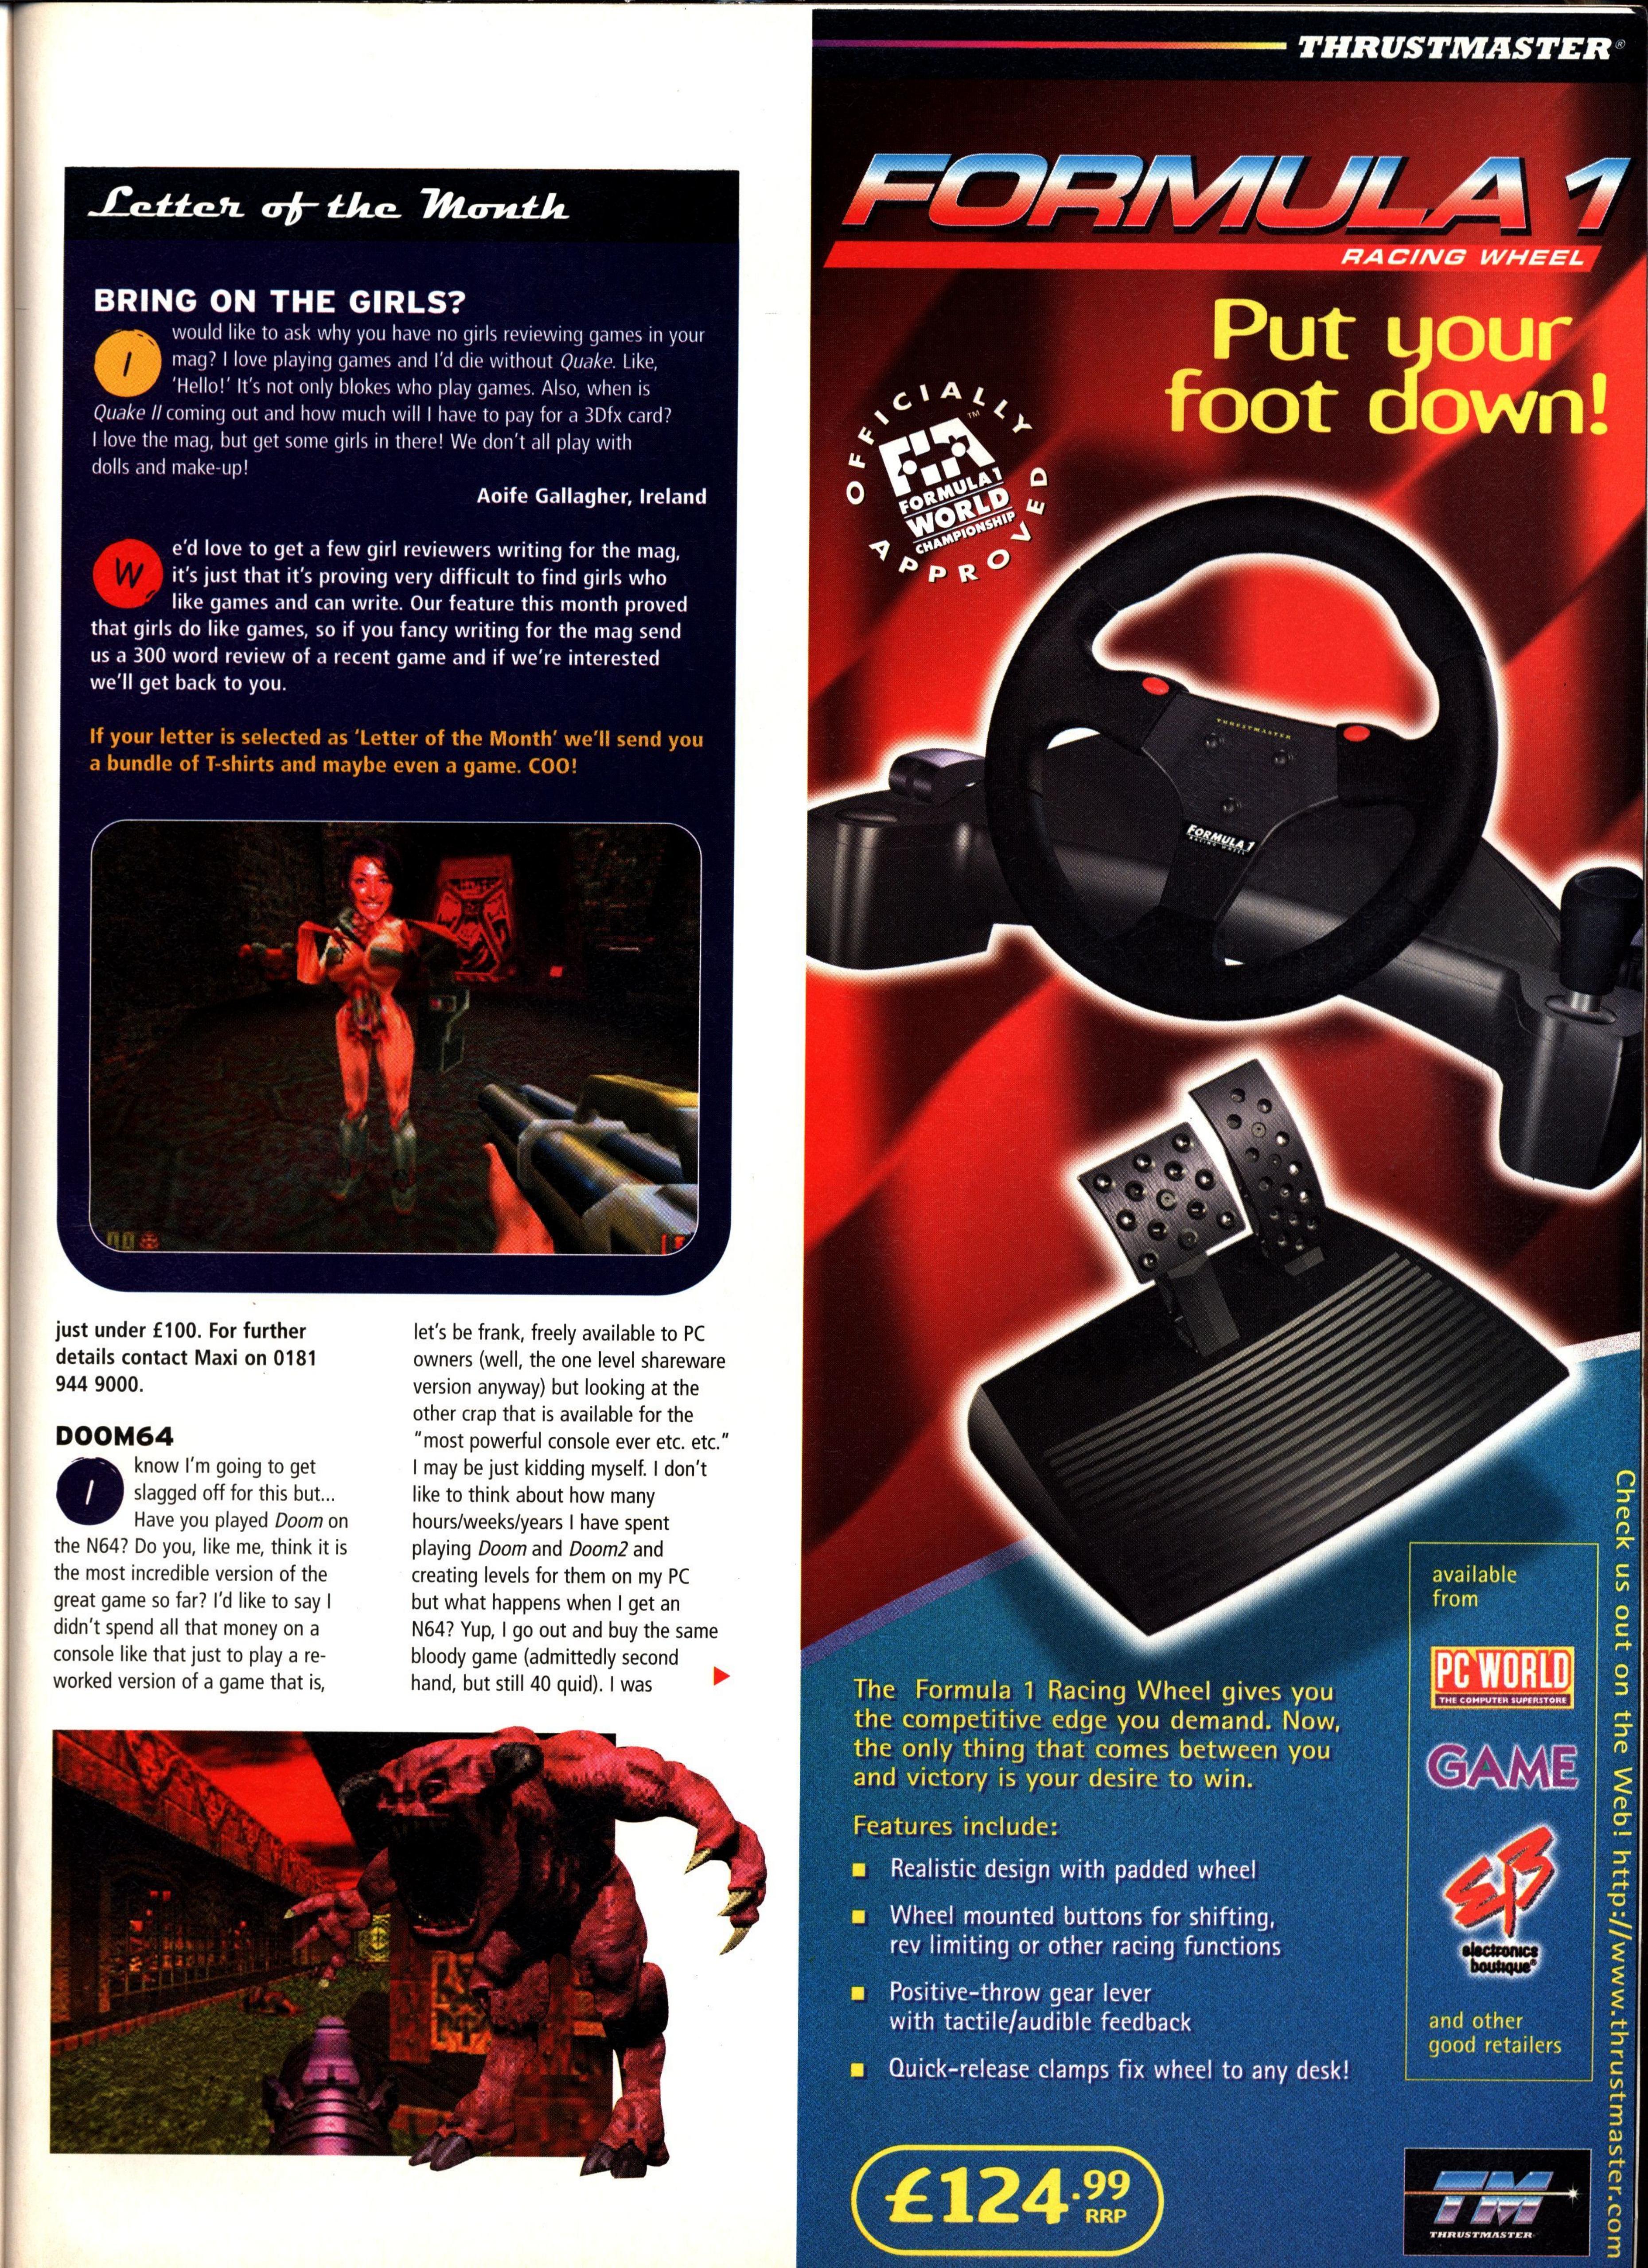 Letter of the Month
BRING ON THE GIRLS?
I would like to ask why you have no girls reviewing games in your
mag? I love playing games and I'd die without Quake. Like,
'Hello!' It's not only blokes who play games. Also, when is
Quake II coming out and how much will I have to pay for a 3Dfx card?
I love the mag, but get some girls in there! We don't all play with
dolls and make-up!
Aoife Gallagher, Ireland
We'd love to get a few girl reviewers writing for the mag,
it's just that it's proving very difficult to find girls who
like games and can write. Our feature this month proved
that girls do like games, so if you fancy writing for the mag send
us a 300 word review of a recent game and if we're interested
we'll get back to you.
If your letter is selected as 'Letter of the Month' we'll send you
a bundle of T-shirts and maybe even a game. COO!
just under £100. For further
details contact Maxi on 0181
944 9000.
DOOM64
I know I'm going to get
slagged off for this but...
Have you played Doom on
the N64? Do you, like me, think it is
the most incredible version of the
great game so far? I'd like to say I
didn't spend all that money on a
console like that just to play a re-
worked version of a game that is,
let's be frank, freely available to PC
owners (well, the one level shareware
version anyway) but looking at the
other crap that is available for the
"most powerful console ever etc. etc."
I may be just kidding myself. I don't
like to think about how many
hours/weeks/years I have spent
playing Doom and Doom2 and
creating levels for them on my PC
but what happens when I get an
N64? Yup, I go out and buy the same
bloody game (admittedly second
hand, but still 40 quid). I was
THRUSTMASTER®
FORMULA 1
RACING WHEEL
Put your
foot down!
OFFICIALLY
™
FIA
FORMULA 1
WORLD
CHAMPIONSHIP
APPROVED
THRUSTMASTER
FORMULA 1
RACING WHEEL
The Formula 1 Racing Wheel gives you
the competitive edge you demand. Now,
the only thing that comes between you
and victory is your desire to win.
Features include:
Realistic design with padded wheel
Wheel mounted buttons for shifting,
rev limiting or other racing functions
Positive-throw gear lever
with tactile/audible feedback
Quick-release clamps fix wheel to any desk!
£124.99
RRP
available
from
PC WORLD
THE COMPUTER SUPERSTORE
GAME
EB
electronics
boutique®
and other
good retailers
TM
THRUSTMASTER
Check us out on the Web! http://www.thrustmaster.com